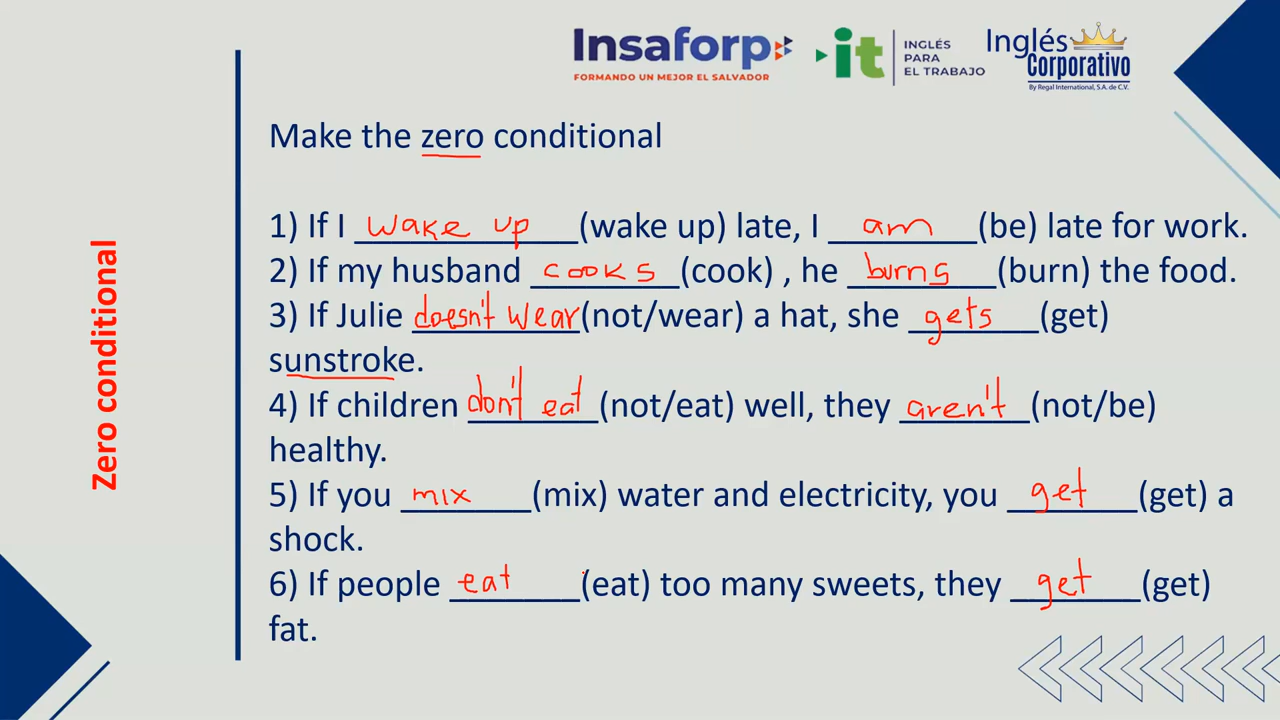 Insaforp
FORMANDO UN MEJOR EL SALVADOR
it
INGLÉS
PARA
EL TRABAJO
Inglés
Corporativo
By Regal International, S.A. de C.V.
Zero conditional
Make the zero conditional
1) If I wake up (wake up) late, I am (be) late for work.
2) If my husband cooks (cook) , he burns (burn) the food.
3) If Julie doesn't wear (not/wear) a hat, she gets (get)
sunstroke.
4) If children don't eat (not/eat) well, they aren't (not/be)
healthy.
5) If you mix (mix) water and electricity, you get (get) a
shock.
6) If people eat (eat) too many sweets, they get (get)
fat.